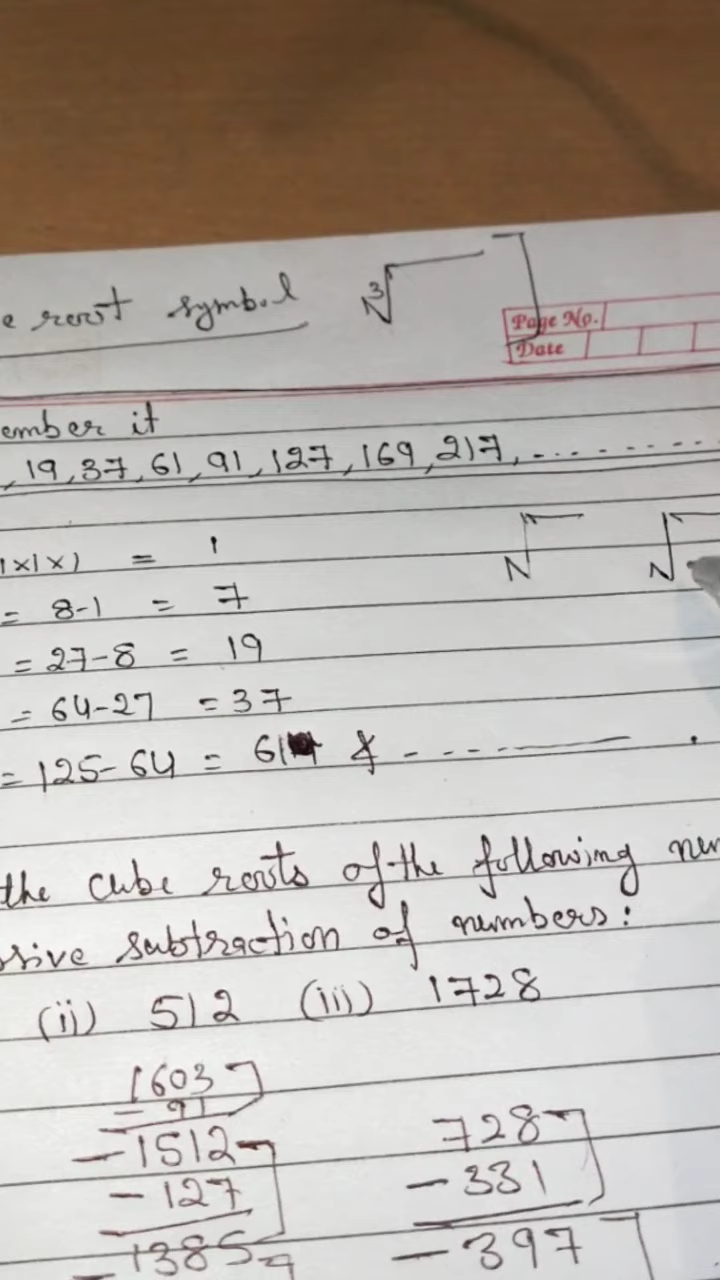 e root symbol ∛
Page No.
Date
ember it
, 19, 37, 61, 91, 127, 169, 217, - - - - - - - -
1×1×1 = 1
= 8-1 = 7
= 27-8 = 19
= 64-27 = 37
= 125-64 = 61 & - - - - - .
the cube roots of the following num
sive subtraction of numbers:
(ii) 512 (iii) 1728
1603
= 91
-1512
- 127
- 1385
728
- 331
- 397